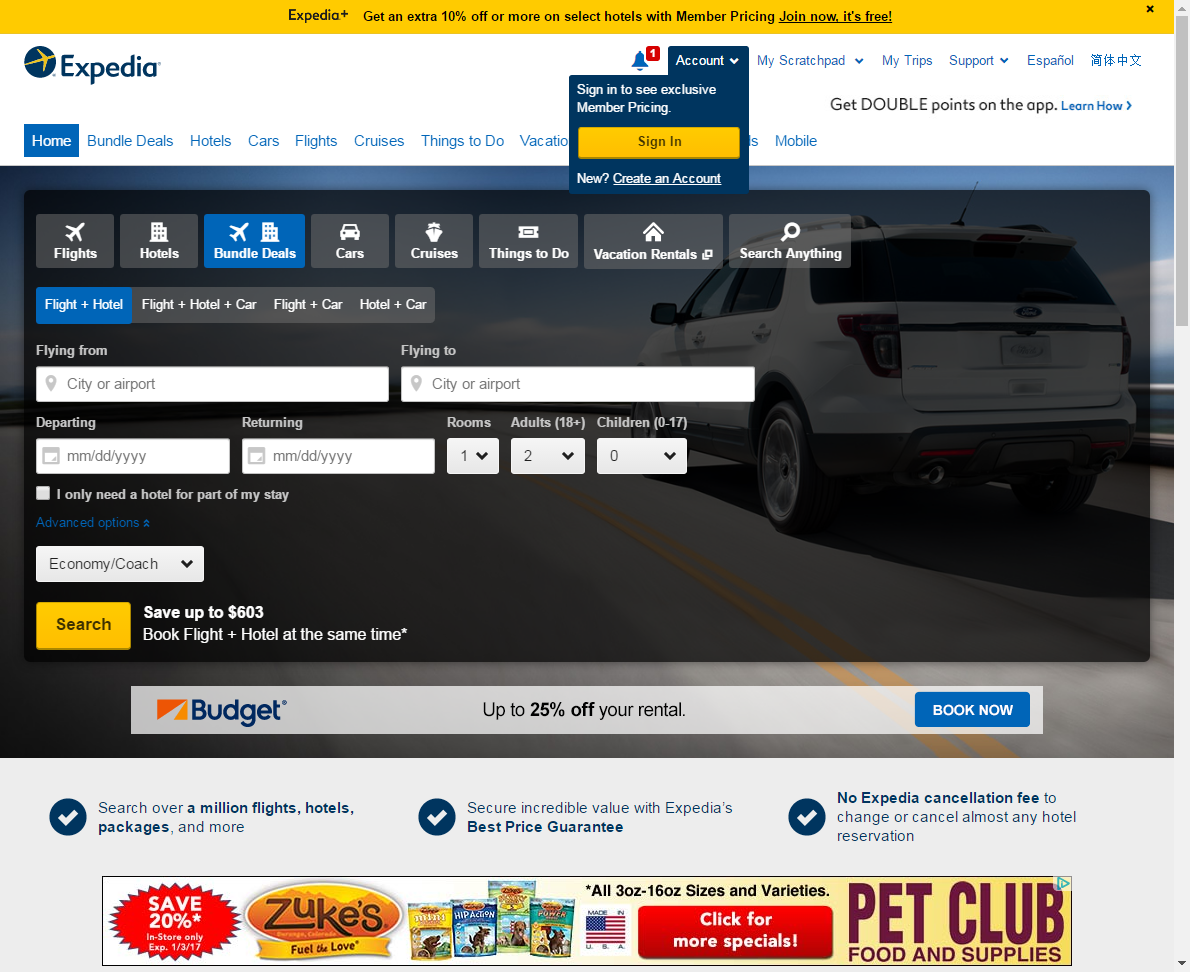 Expedia+ Get an extra 10% off or more on select hotels with Member Pricing Join now, it's free!
Expedia
1
Account
My Scratchpad
My Trips
Support
Español
简体中文
Sign in to see exclusive
Member Pricing.
Sign In
New? Create an Account
Get DOUBLE points on the app. Learn How
Home
Bundle Deals
Hotels
Cars
Flights
Cruises
Things to Do
Vacatio
ls
Mobile
Flights
Hotels
Bundle Deals
Cars
Cruises
Things to Do
Vacation Rentals
Search Anything
Flight + Hotel
Flight + Hotel + Car
Flight + Car
Hotel + Car
Flying from
Flying to
City or airport
City or airport
Departing
Returning
Rooms
Adults (18+)
Children (0-17)
mm/dd/yyyy
mm/dd/yyyy
1
2
0
I only need a hotel for part of my stay
Advanced options
Economy/Coach
Search
Save up to $603
Book Flight + Hotel at the same time*
Budget
Up to 25% off your rental.
BOOK NOW
Search over a million flights, hotels,
packages, and more
Secure incredible value with Expedia's
Best Price Guarantee
No Expedia cancellation fee to
change or cancel almost any hotel
reservation
SAVE
20%*
In-Store only
Exp. 1/3/17
Zuke's
Durango, Colorado
Fuel the Love
mini
HIP ACTION
POWER
*All 3oz-16oz Sizes and Varieties.
MADE IN
U.S.A.
Click for
more specials!
PET CLUB
FOOD AND SUPPLIES